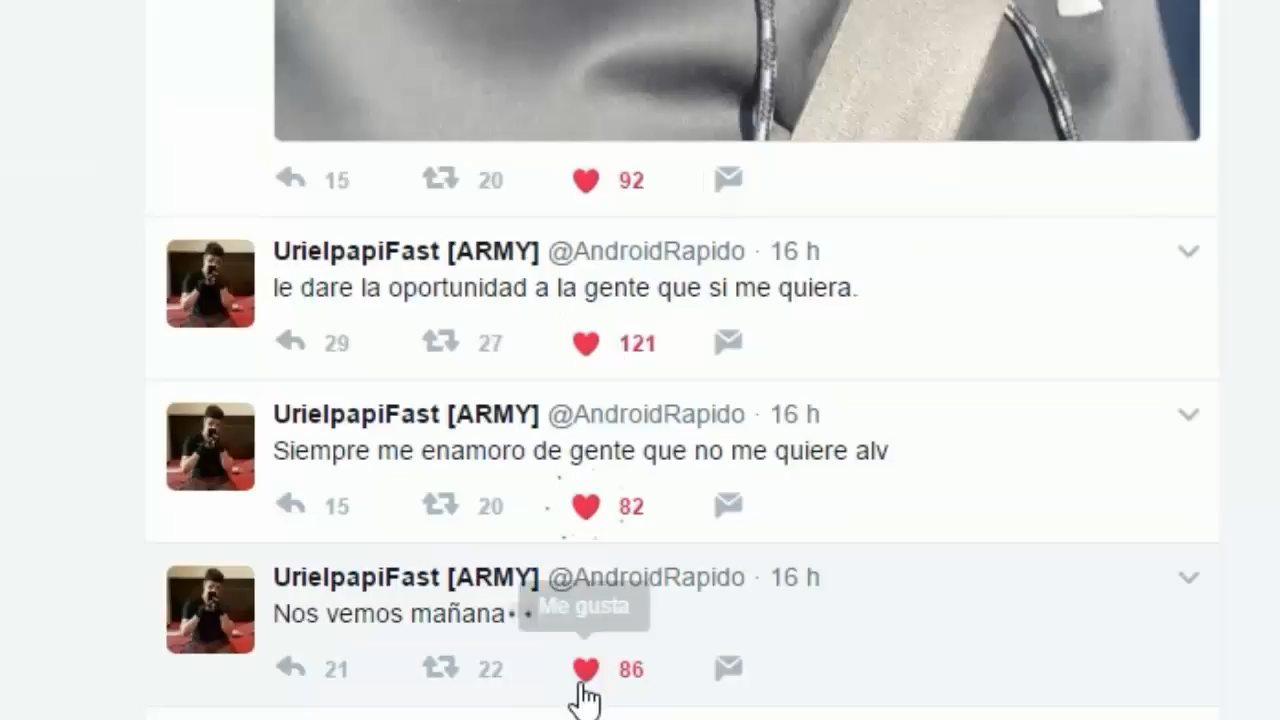 15 20 92
UrielpapiFast [ARMY] @AndroidRapido · 16 h
le dare la oportunidad a la gente que si me quiera.
29 27 121
UrielpapiFast [ARMY] @AndroidRapido · 16 h
Siempre me enamoro de gente que no me quiere alv
15 20 82
UrielpapiFast [ARMY] @AndroidRapido · 16 h
Me gusta
Nos vemos mañana
21 22 86